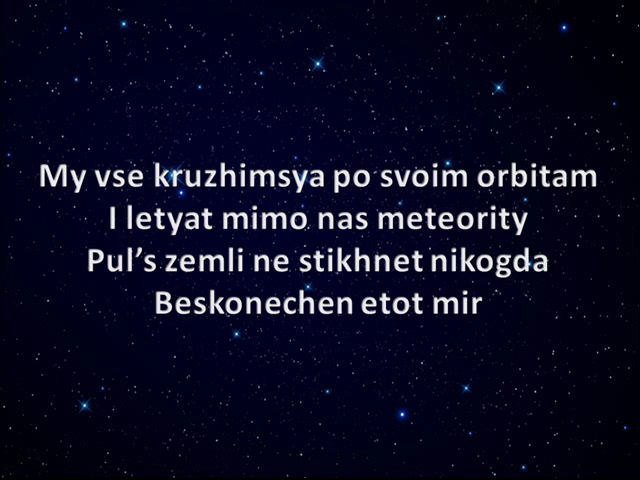 My vse kruzhimsya po svoim orbitam
I letyat mimo nas meteority
Pul’s zemli ne stikhnet nikogda
Beskonechen etot mir